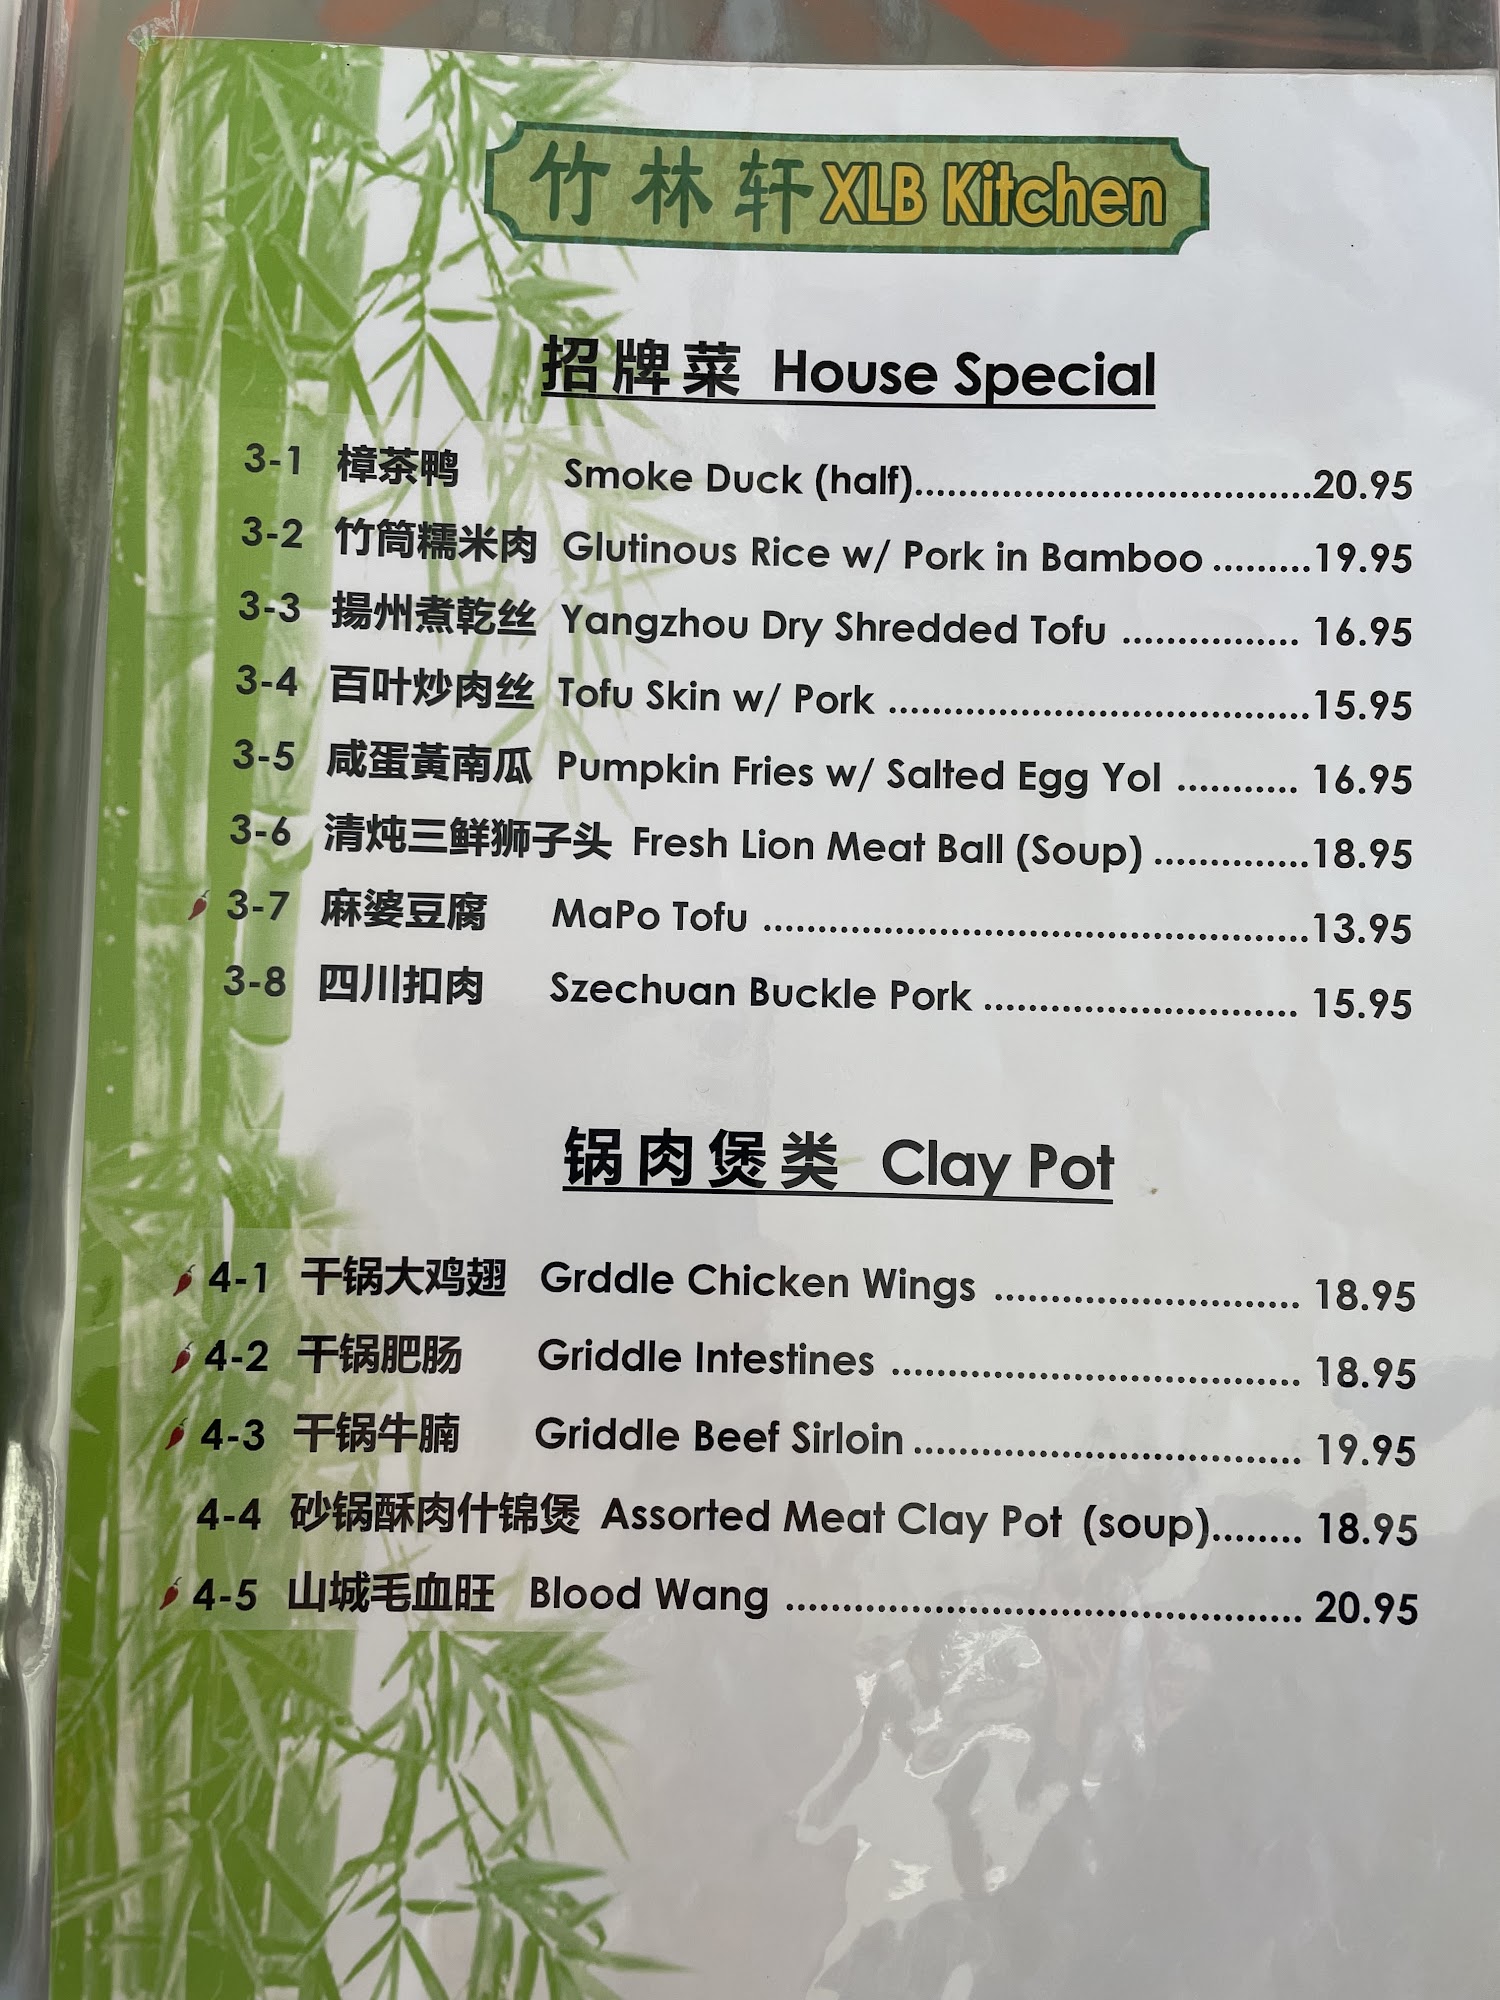 竹林轩 XLB Kitchen
招牌菜 House Special
3-1 樟茶鸭 Smoke Duck (half).....................................20.95
3-2 竹筒糯米肉 Glutinous Rice w/ Pork in Bamboo .........19.95
3-3 揚州煮乾丝 Yangzhou Dry Shredded Tofu ................ 16.95
3-4 百叶炒肉丝 Tofu Skin w/ Pork .......................................15.95
3-5 咸蛋黃南瓜 Pumpkin Fries w/ Salted Egg Yol ........... 16.95
3-6 清炖三鲜狮子头 Fresh Lion Meat Ball (Soup) ..............18.95
3-7 麻婆豆腐 MaPo Tofu ..................................................13.95
3-8 四川扣肉 Szechuan Buckle Pork ............................. 15.95
锅肉煲类 Clay Pot
4-1 干锅大鸡翅 Grddle Chicken Wings ............................ 18.95
4-2 干锅肥肠 Griddle Intestines ...................................... 18.95
4-3 干锅牛腩 Griddle Beef Sirloin .................................... 19.95
4-4 砂锅酥肉什锦煲 Assorted Meat Clay Pot (soup)........ 18.95
4-5 山城毛血旺 Blood Wang ................................................ 20.95